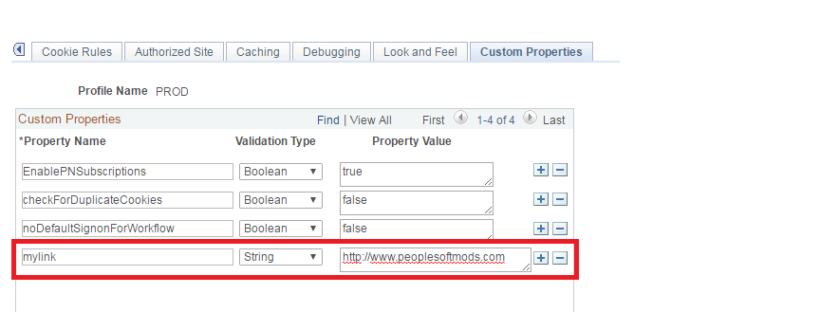 Cookie Rules Authorized Site Caching Debugging Look and Feel Custom Properties
Profile Name PROD
Custom Properties Find | View All First 1-4 of 4 Last
*Property Name Validation Type Property Value
EnablePNSubscriptions Boolean true
checkForDuplicateCookies Boolean false
noDefaultSignonForWorkflow Boolean false
mylink String http://www.peoplesoftmods.com